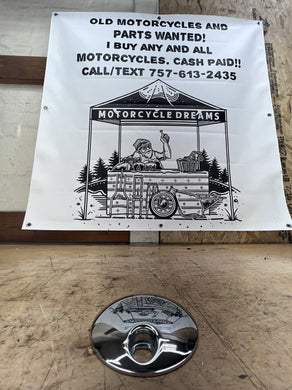 OLD MOTORCYCLES AND
PARTS WANTED!
I BUY ANY AND ALL
MOTORCYCLES, CASH PAID!!
CALL/TEXT 757-613-2435
MOTORCYCLE DREAMS